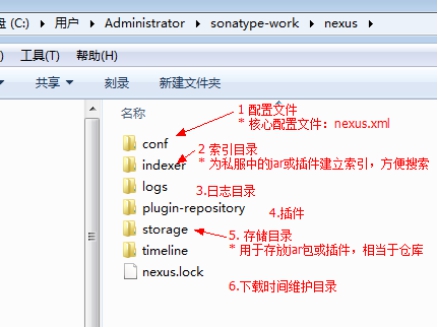 盘 (C:) ▸ 用户 ▸ Administrator ▸ sonatype-work ▸ nexus ▸
) 工具(T) 帮助(H)
共享 ▼ 刻录 新建文件夹
名称
1 配置文件
* 核心配置文件：nexus.xml
conf
2 索引目录
indexer
* 为私服中的jar或插件建立索引，方便搜索
logs
3.日志目录
plugin-repository
4.插件
storage
5. 存储目录
* 用于存放jar包或插件，相当于仓库
timeline
nexus.lock
6.下载时间维护目录